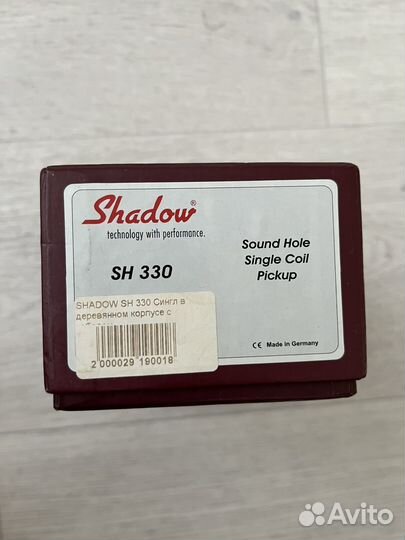 Shadow®
technology with performance.
SH 330
Sound Hole
Single Coil
Pickup
SHADOW SH 330 Сингл в
деревянном корпусе с
2 000029 190018
CE Made in Germany
Avito